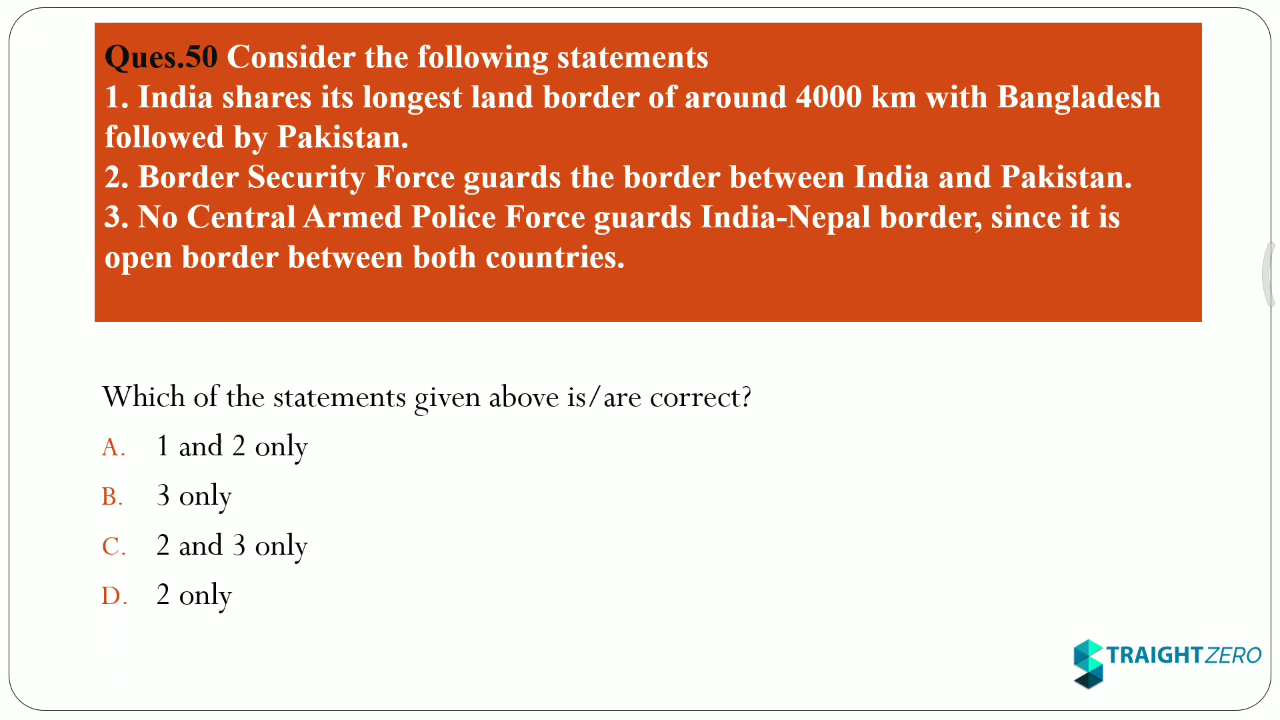 Ques.50 Consider the following statements
1. India shares its longest land border of around 4000 km with Bangladesh
followed by Pakistan.
2. Border Security Force guards the border between India and Pakistan.
3. No Central Armed Police Force guards India-Nepal border, since it is
open border between both countries.
Which of the statements given above is/are correct?
A. 1 and 2 only
B. 3 only
C. 2 and 3 only
D. 2 only
TRAIGHTZERO